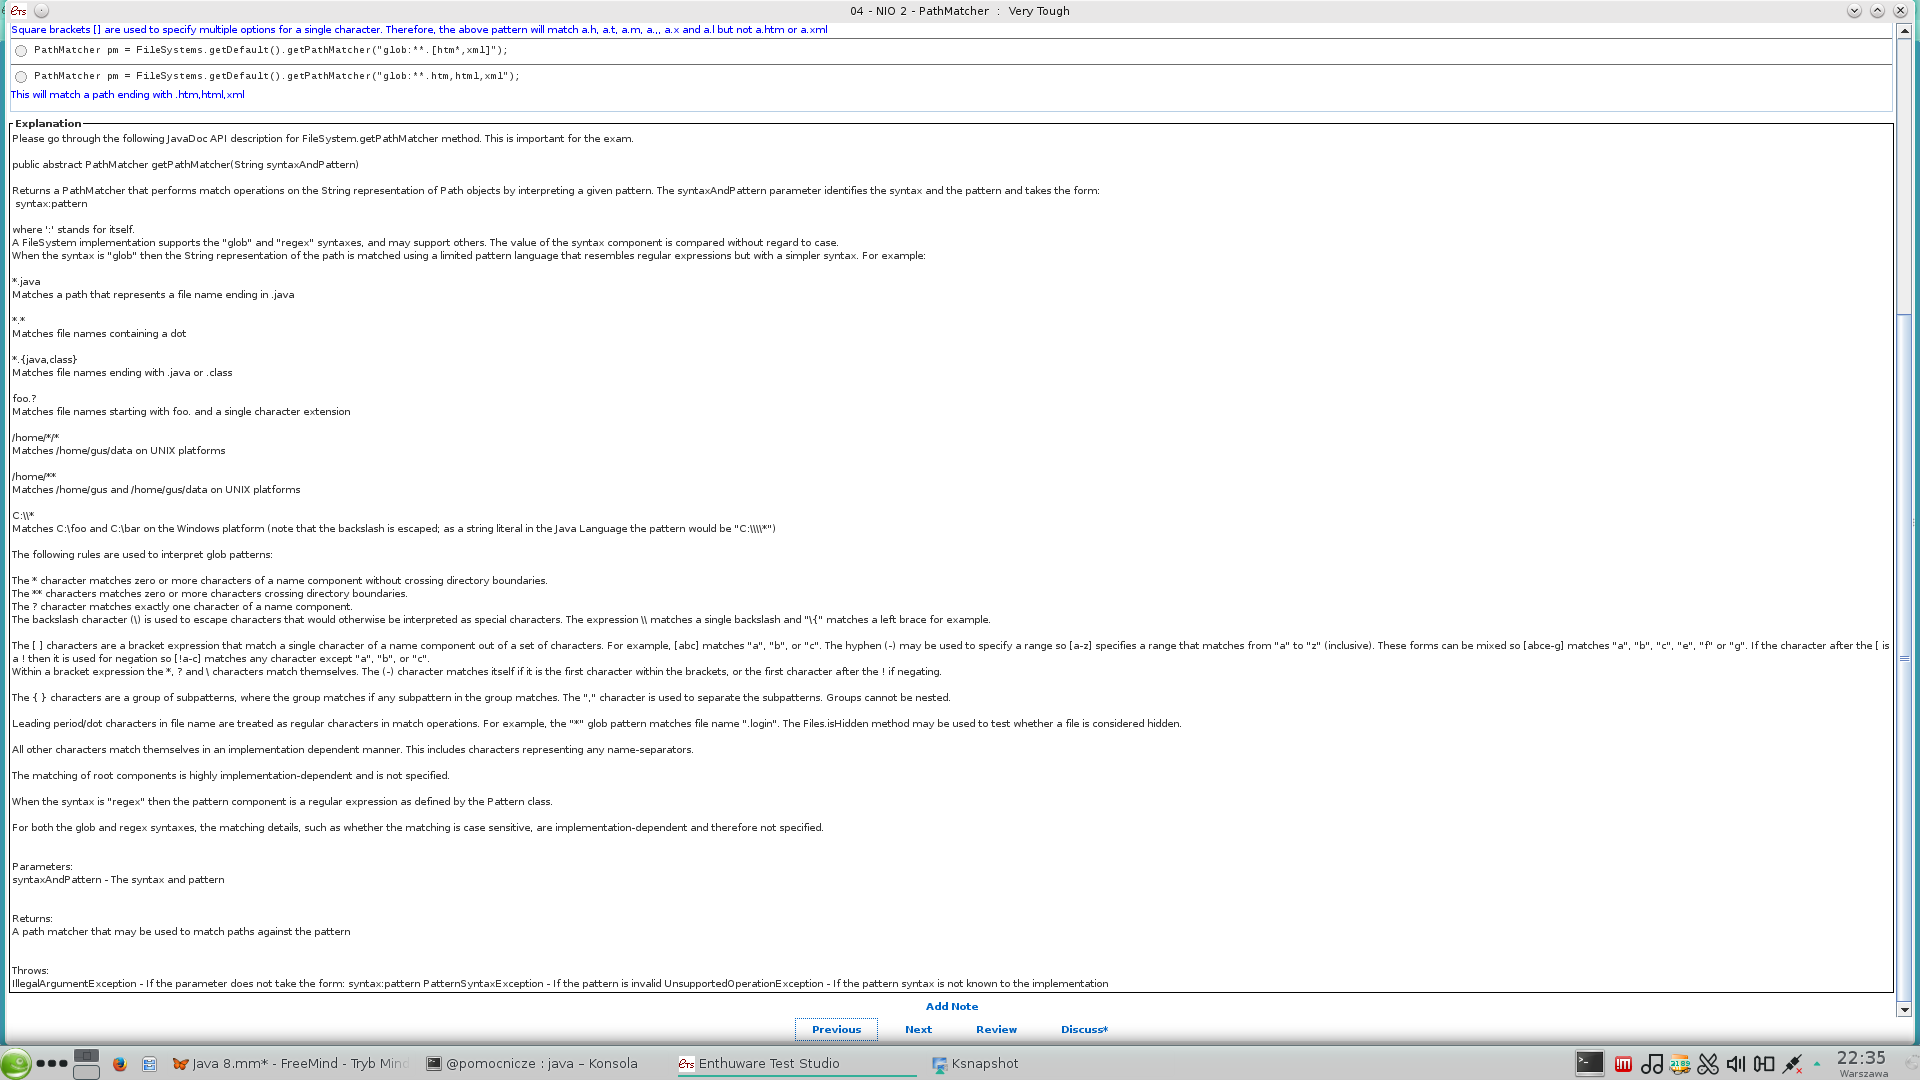 ETS
04 - NIO 2 - PathMatcher  :  Very Tough
Square brackets [] are used to specify multiple options for a single character. Therefore, the above pattern will match a.h, a.t, a.m, a.,, a.x and a.l but not a.htm or a.xml
PathMatcher pm = FileSystems.getDefault().getPathMatcher("glob:**.[htm*,xml]");
PathMatcher pm = FileSystems.getDefault().getPathMatcher("glob:**.htm,html,xml");
This will match a path ending with .htm,html,xml
Explanation
Please go through the following JavaDoc API description for FileSystem.getPathMatcher method. This is important for the exam.
public abstract PathMatcher getPathMatcher(String syntaxAndPattern)
Returns a PathMatcher that performs match operations on the String representation of Path objects by interpreting a given pattern. The syntaxAndPattern parameter identifies the syntax and the pattern and takes the form:
syntax:pattern
where ':' stands for itself.
A FileSystem implementation supports the "glob" and "regex" syntaxes, and may support others. The value of the syntax component is compared without regard to case.
When the syntax is "glob" then the String representation of the path is matched using a limited pattern language that resembles regular expressions but with a simpler syntax. For example:
*.java
Matches a path that represents a file name ending in .java
*.*
Matches file names containing a dot
*.{java,class}
Matches file names ending with .java or .class
foo.?
Matches file names starting with foo. and a single character extension
/home/*/*
Matches /home/gus/data on UNIX platforms
/home/**
Matches /home/gus and /home/gus/data on UNIX platforms
C:\\*
Matches C:\foo and C:\bar on the Windows platform (note that the backslash is escaped; as a string literal in the Java Language the pattern would be "C:\\\\*")
The following rules are used to interpret glob patterns:
The * character matches zero or more characters of a name component without crossing directory boundaries.
The ** characters matches zero or more characters crossing directory boundaries.
The ? character matches exactly one character of a name component.
The backslash character (\) is used to escape characters that would otherwise be interpreted as special characters. The expression \\ matches a single backslash and "\{" matches a left brace for example.
The [ ] characters are a bracket expression that match a single character of a name component out of a set of characters. For example, [abc] matches "a", "b", or "c". The hyphen (-) may be used to specify a range so [a-z] specifies a range that matches from "a" to "z" (inclusive). These forms can be mixed so [abce-g] matches "a", "b", "c", "e", "f" or "g". If the character after the [ is
a ! then it is used for negation so [!a-c] matches any character except "a", "b", or "c".
Within a bracket expression the *, ? and \ characters match themselves. The (-) character matches itself if it is the first character within the brackets, or the first character after the ! if negating.
The { } characters are a group of subpatterns, where the group matches if any subpattern in the group matches. The "," character is used to separate the subpatterns. Groups cannot be nested.
Leading period/dot characters in file name are treated as regular characters in match operations. For example, the "*" glob pattern matches file name ".login". The Files.isHidden method may be used to test whether a file is considered hidden.
All other characters match themselves in an implementation dependent manner. This includes characters representing any name-separators.
The matching of root components is highly implementation-dependent and is not specified.
When the syntax is "regex" then the pattern component is a regular expression as defined by the Pattern class.
For both the glob and regex syntaxes, the matching details, such as whether the matching is case sensitive, are implementation-dependent and therefore not specified.
Parameters:
syntaxAndPattern - The syntax and pattern
Returns:
A path matcher that may be used to match paths against the pattern
Throws:
IllegalArgumentException - If the parameter does not take the form: syntax:pattern PatternSyntaxException - If the pattern is invalid UnsupportedOperationException - If the pattern syntax is not known to the implementation
Add Note
Previous
Next
Review
Discuss*
Java 8.mm* - FreeMind - Tryb Mind
@pomocnicze : java – Konsola
ETS Enthuware Test Studio
Ksnapshot
22:35
Warszawa